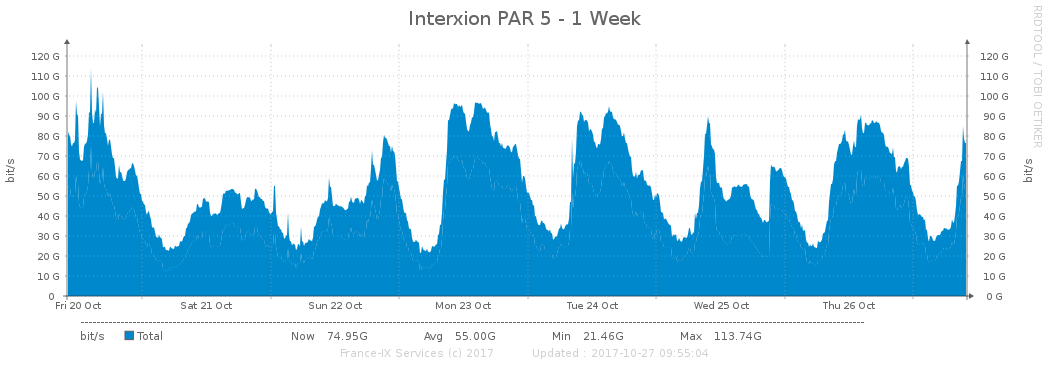 Interxion PAR 5 - 1 Week
RRDTOOL / TOBI OETIKER
bit/s
120 G 120 G
110 G 110 G
100 G 100 G
90 G 90 G
80 G 80 G
70 G 70 G
60 G 60 G
50 G 50 G
40 G 40 G
30 G 30 G
20 G 20 G
10 G 10 G
0 0 G
bit/s
Fri 20 Oct Sat 21 Oct Sun 22 Oct Mon 23 Oct Tue 24 Oct Wed 25 Oct Thu 26 Oct
bit/s Total Now 74.95G Avg 55.00G Min 21.46G Max 113.74G
France-IX Services (c) 2017 Updated : 2017-10-27 09:55:04